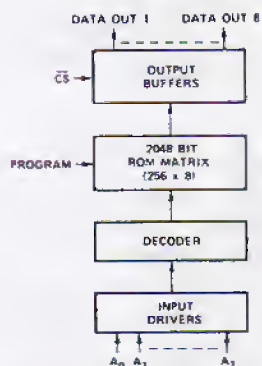 DATA OUT 1 DATA OUT 8
OUTPUT
BUFFERS
CS
2048 BIT
ROM MATRIX
(256 x 8)
PROGRAM
DECODER
INPUT
DRIVERS
A0 A1 A7